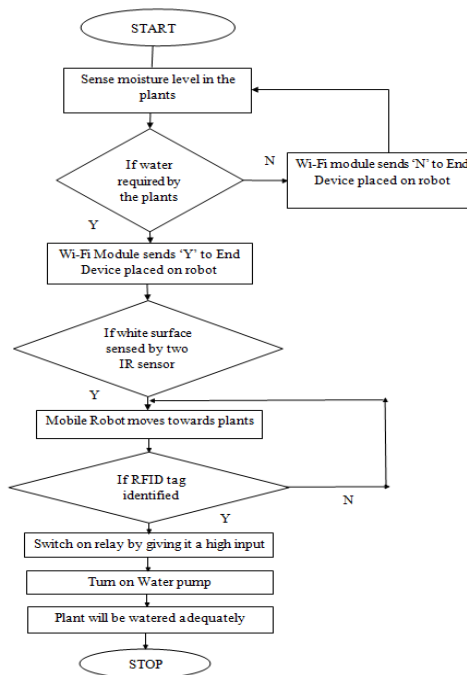 START
Sense moisture level in the
plants
If water
required by
the plants
N
Wi-Fi module sends ‘N’ to End
Device placed on robot
Y
Wi-Fi Module sends ‘Y’ to End
Device placed on robot
If white surface
sensed by two
IR sensor
Y
Mobile Robot moves towards plants
If RFID tag
identified
N
Y
Switch on relay by giving it a high input
Turn on Water pump
Plant will be watered adequately
STOP